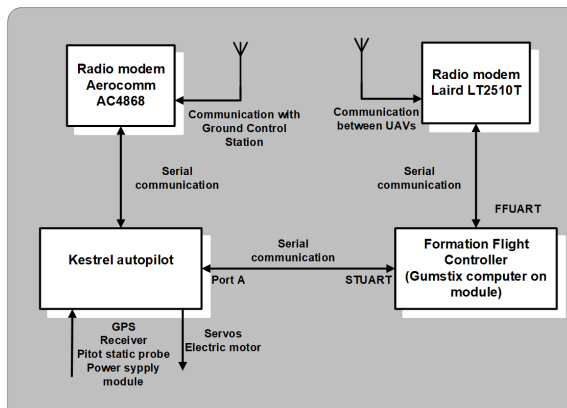 Radio modem
Aerocomm
AC4868
Radio modem
Laird LT2510T
Communication with
Ground Control
Station
Communication
between UAVs
Serial
communication
Serial
communication
FFUART
Kestrel autopilot
Serial
communication
Port A
STUART
Formation Flight
Controller
(Gumstix computer on
module)
GPS
Receiver
Pitot static probe
Power sypply
module
Servos
Electric motor